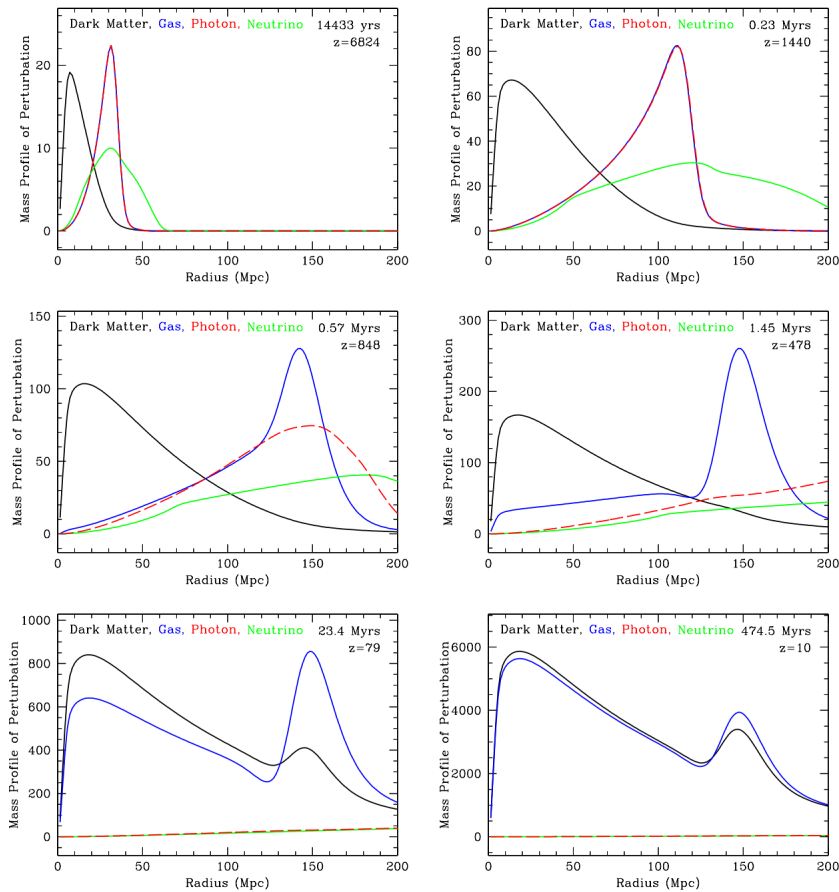 Dark Matter, Gas, Photon, Neutrino 14433 yrs
z=6824
20
10
0
Mass Profile of Perturbation
0 50 100 150 200
Radius (Mpc)
Dark Matter, Gas, Photon, Neutrino 0.23 Myrs
z=1440
80
60
40
20
0
Mass Profile of Perturbation
0 50 100 150 200
Radius (Mpc)
Dark Matter, Gas, Photon, Neutrino 0.57 Myrs
z=848
150
100
50
0
Mass Profile of Perturbation
0 50 100 150 200
Radius (Mpc)
Dark Matter, Gas, Photon, Neutrino 1.45 Myrs
z=478
300
200
100
0
Mass Profile of Perturbation
0 50 100 150 200
Radius (Mpc)
Dark Matter, Gas, Photon, Neutrino 23.4 Myrs
z=79
1000
800
600
400
200
0
Mass Profile of Perturbation
0 50 100 150 200
Radius (Mpc)
Dark Matter, Gas, Photon, Neutrino 474.5 Myrs
z=10
6000
4000
2000
0
Mass Profile of Perturbation
0 50 100 150 200
Radius (Mpc)